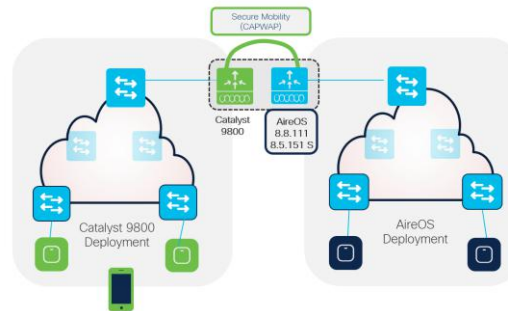 Secure Mobility
(CAPWAP)
Catalyst
9800
AireOS
8.8.111
8.5.151 S
Catalyst 9800
Deployment
AireOS
Deployment